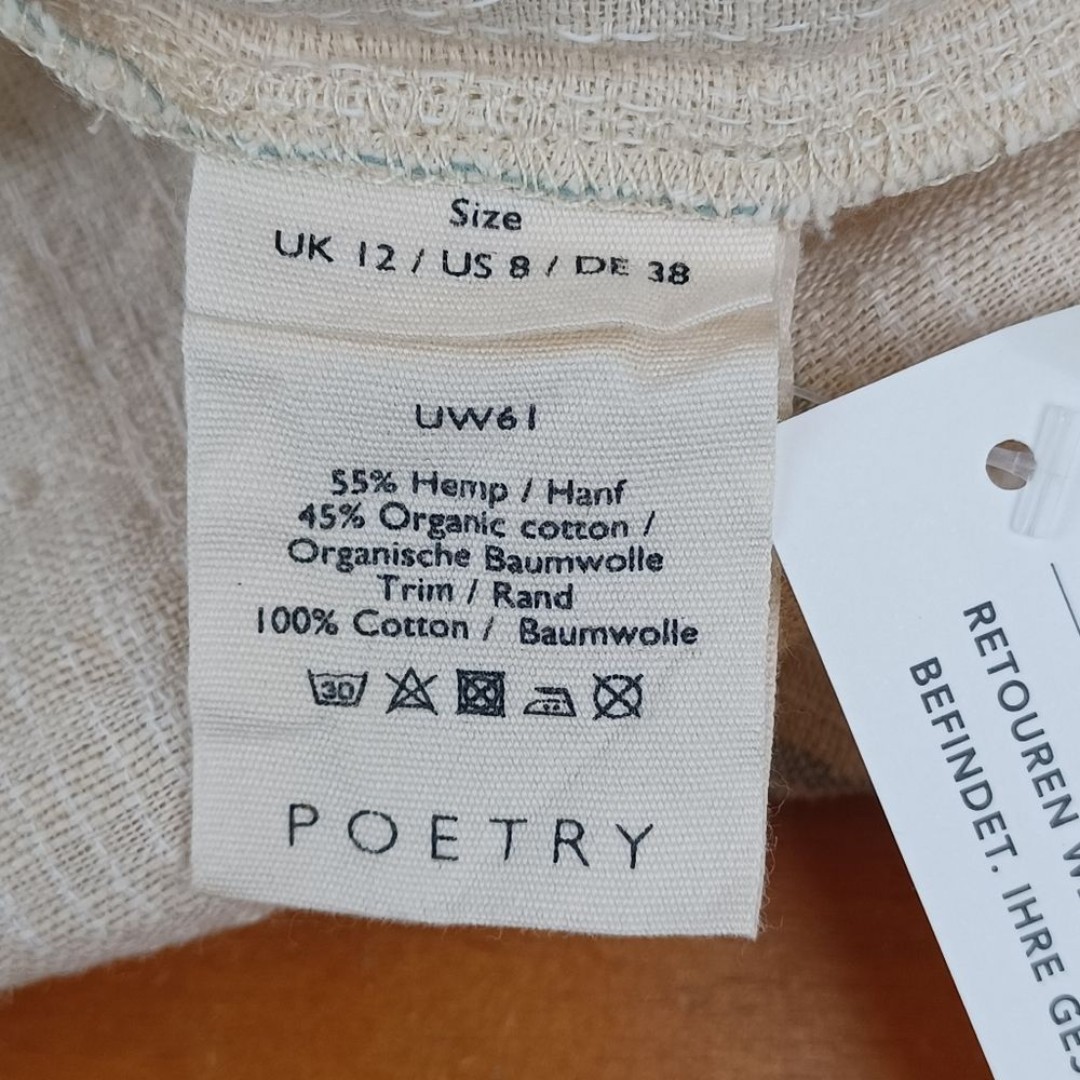 Size
UK 12 / US 8 / DE 38
UW61
55% Hemp / Hanf
45% Organic cotton /
Organische Baumwolle
Trim / Rand
100% Cotton / Baumwolle
30
POETRY
RETOUREN
BEFINDET. IHRE